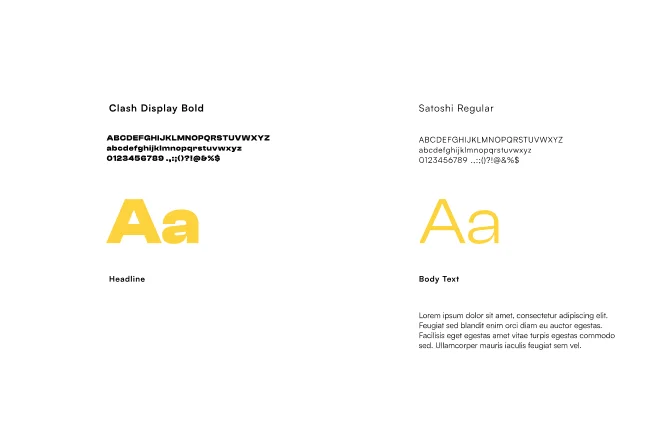 Clash Display Bold
ABCDEFGHIJKLMNOPQRSTUVWXYZ
abcdefghijklmnopqrstuvwxyz
0123456789 .,:;()?!@&%$
Aa
Headline
Satoshi Regular
ABCDEFGHIJKLMNOPQRSTUVWXYZ
abcdefghijklmnopqrstuvwxyz
0123456789 .,:;()?!@&%$
Aa
Body Text
Lorem ipsum dolor sit amet, consectetur adipiscing elit.
Feugiat sed blandit enim orci diam eu auctor egestas.
Facilisis eget egestas amet vitae turpis egestas commodo
sed. Ullamcorper mauris iaculis feugiat sem vel.